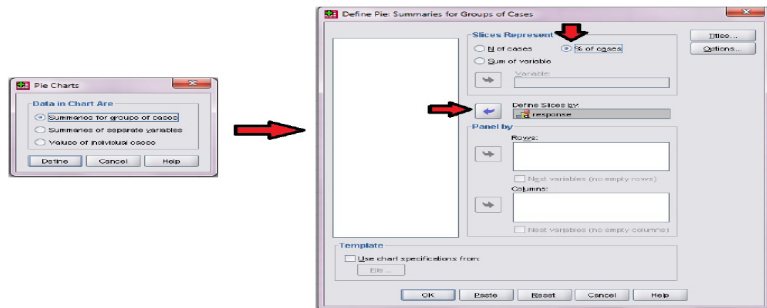 Pie Charts
Data in Chart Are
Summaries for groups of cases
Summaries of separate variables
Values of individual cases
Define Cancel Help
Define Pie: Summaries for Groups of Cases
Slices Represent
N of cases % of cases
Sum of variable
Variable:
Define Slices by:
response
Panel by
Rows:
Nest variables (no empty rows)
Columns:
Nest variables (no empty columns)
Titles...
Options...
Template
Use chart specifications from:
File...
OK Paste Reset Cancel Help